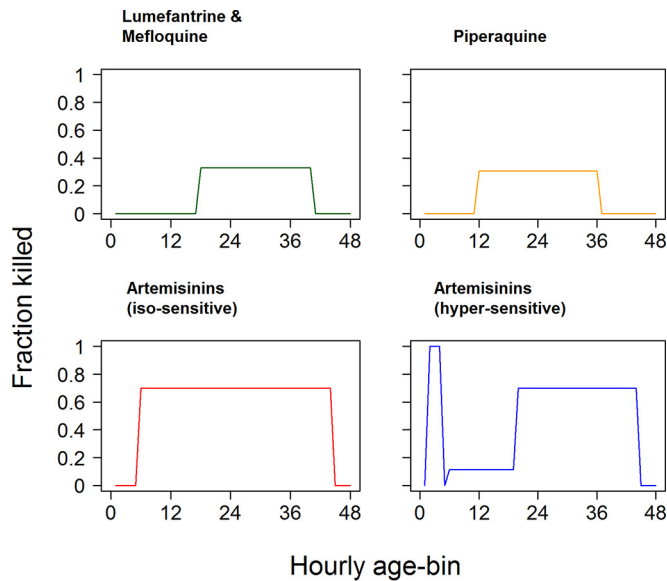 Lumefantrine &
Mefloquine
Piperaquine
1
0.8
0.6
0.4
0.2
0
0 12 24 36 48
0 12 24 36 48
Artemisinins
(iso-sensitive)
Artemisinins
(hyper-sensitive)
1
0.8
0.6
0.4
0.2
0
0 12 24 36 48
0 12 24 36 48
Fraction killed
Hourly age-bin